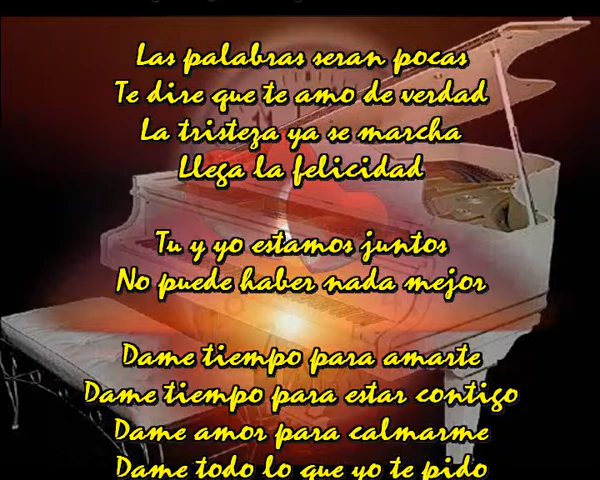 Las palabras seran pocas
Te dire que te amo de verdad
La tristeza ya se marcha
Llega la felicidad
Tu y yo estamos juntos
No puede haber nada mejor
Dame tiempo para amarte
Dame tiempo para estar contigo
Dame amor para calmarme
Dame todo lo que yo te pido